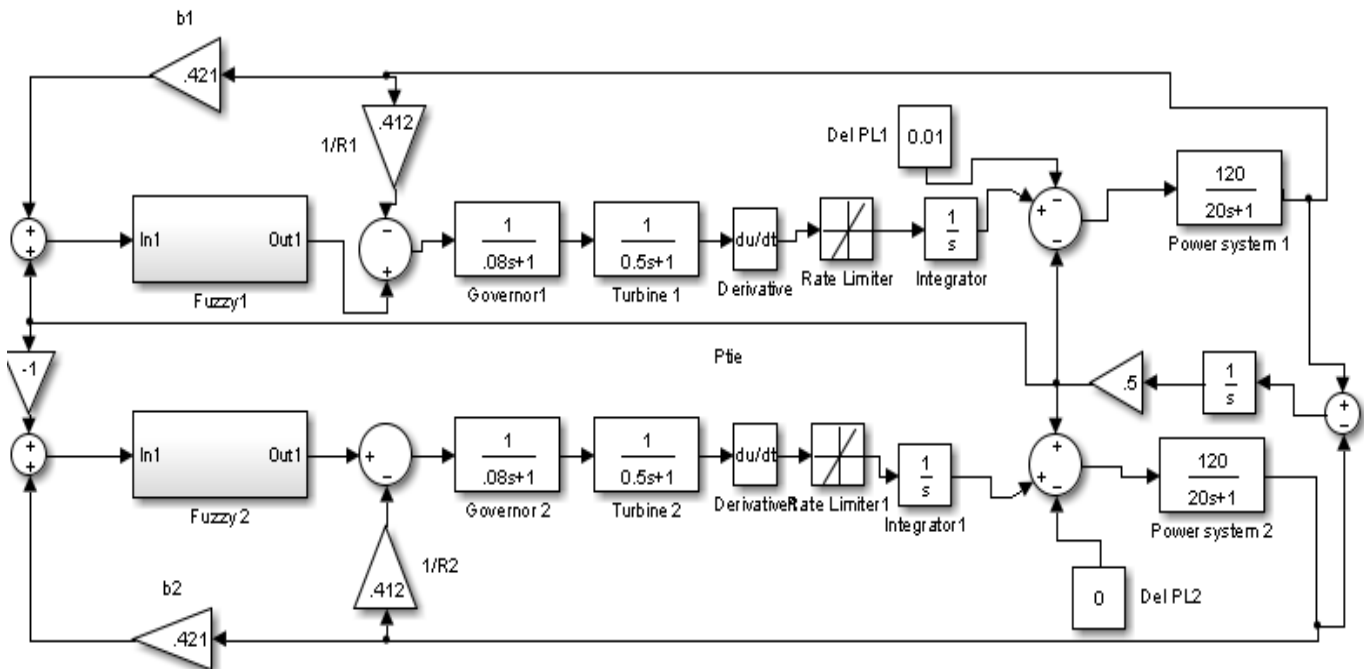 b1
.421
.412
1/R1
Del PL1
0.01
120
20s+1
Power system 1
In1
Out1
Fuzzy1
1
.08s+1
Governor1
1
0.5s+1
Turbine 1
du/dt
Derivative
Rate Limiter
1
s
Integrator
+
+
-
+
+
-
-
Ptie
-1
.5
1
s
+
-
+
+
In1
Out1
Fuzzy2
+
-
1
.08s+1
Governor 2
1
0.5s+1
Turbine 2
du/dt
Rate Limiter1
1
s
Integrator1
+
+
-
120
20s+1
Power system 2
.412
1/R2
b2
.421
0
Del PL2